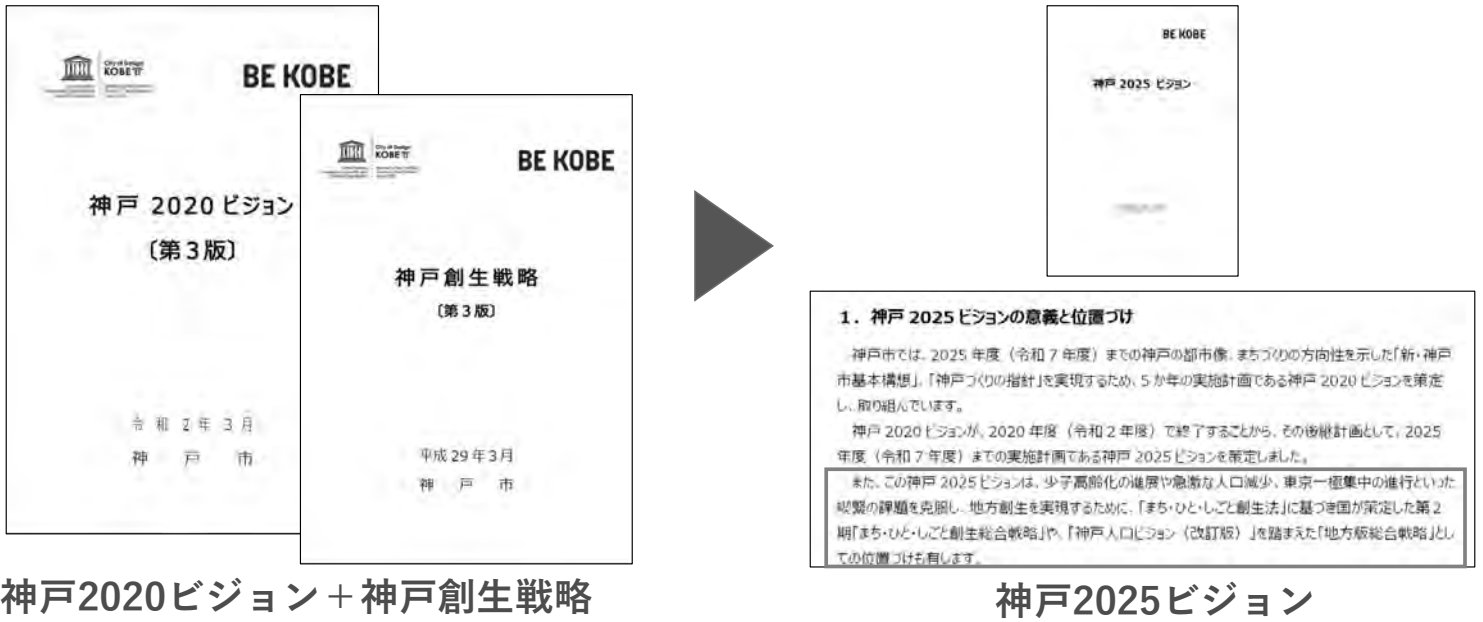 City of Design
KOBE
BE KOBE
神戸 2020 ビジョン
〔第3版〕
令和 2年 3月
神 戸 市
City of Design
KOBE
BE KOBE
神戸創生戦略
〔第3版〕
平成 29年3月
神 戸 市
神戸2020ビジョン＋神戸創生戦略
BE KOBE
神戸 2025 ビジョン
1．神戸 2025 ビジョンの意義と位置づけ
神戸市では、2025 年度（令和 7 年度）までの神戸の都市像、まちづくりの方向性を示した「新・神戸
市基本構想」、「神戸づくりの指針」を実現するため、5 か年の実施計画である神戸 2020 ビジョンを策定
し、取り組んでいます。
神戸 2020 ビジョンが、2020 年度（令和 2 年度）で終了することから、その後継計画として、2025
年度（令和 7 年度）までの実施計画である神戸 2025 ビジョンを策定しました。
また、この神戸 2025 ビジョンは、少子高齢化の進展や急激な人口減少、東京一極集中の進行といった
喫緊の課題を克服し、地方創生を実現するために、「まち・ひと・しごと創生法」に基づき国が策定した第 2
期「まち・ひと・しごと創生総合戦略」や、「神戸人口ビジョン（改訂版）」を踏まえた「地方版総合戦略」とし
ての位置づけも有します。
神戸2025ビジョン